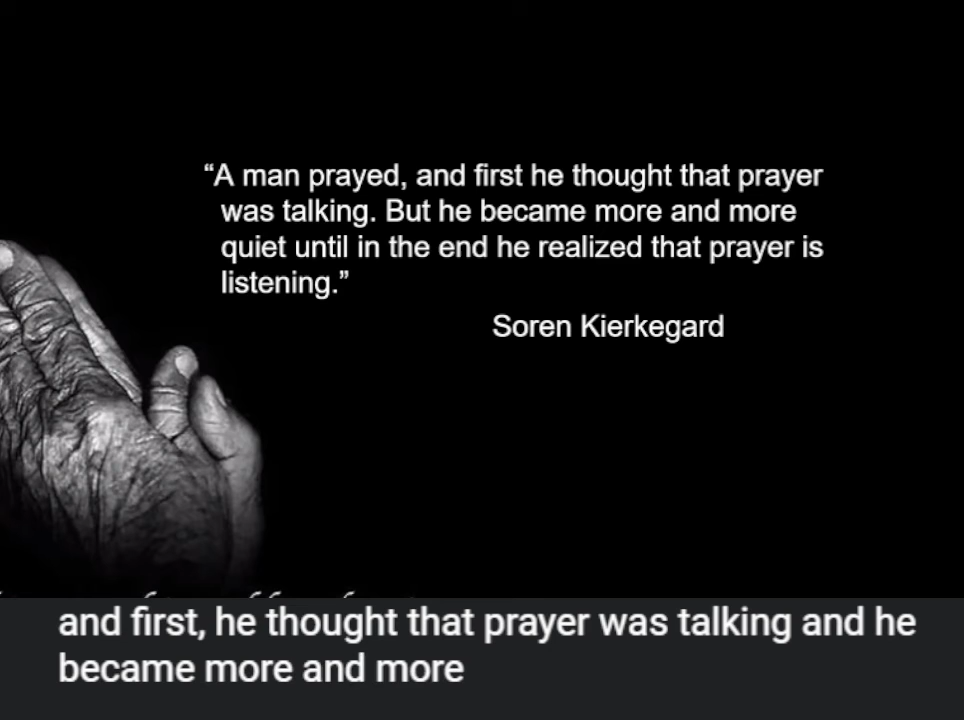 “A man prayed, and first he thought that prayer
was talking. But he became more and more
quiet until in the end he realized that prayer is
listening.”
Soren Kierkegard
and first, he thought that prayer was talking and he
became more and more